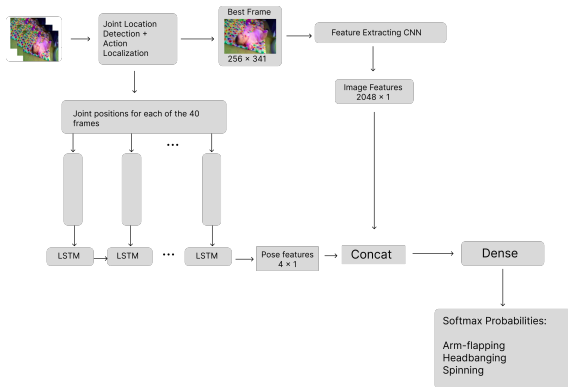 Joint Location
Detection +
Action
Localization
Best Frame
256 × 341
Feature Extracting CNN
Image Features
2048 × 1
Joint positions for each of the 40
frames
...
LSTM
LSTM
...
LSTM
Pose features
4 × 1
Concat
Dense
Softmax Probabilities:
Arm-flapping
Headbanging
Spinning